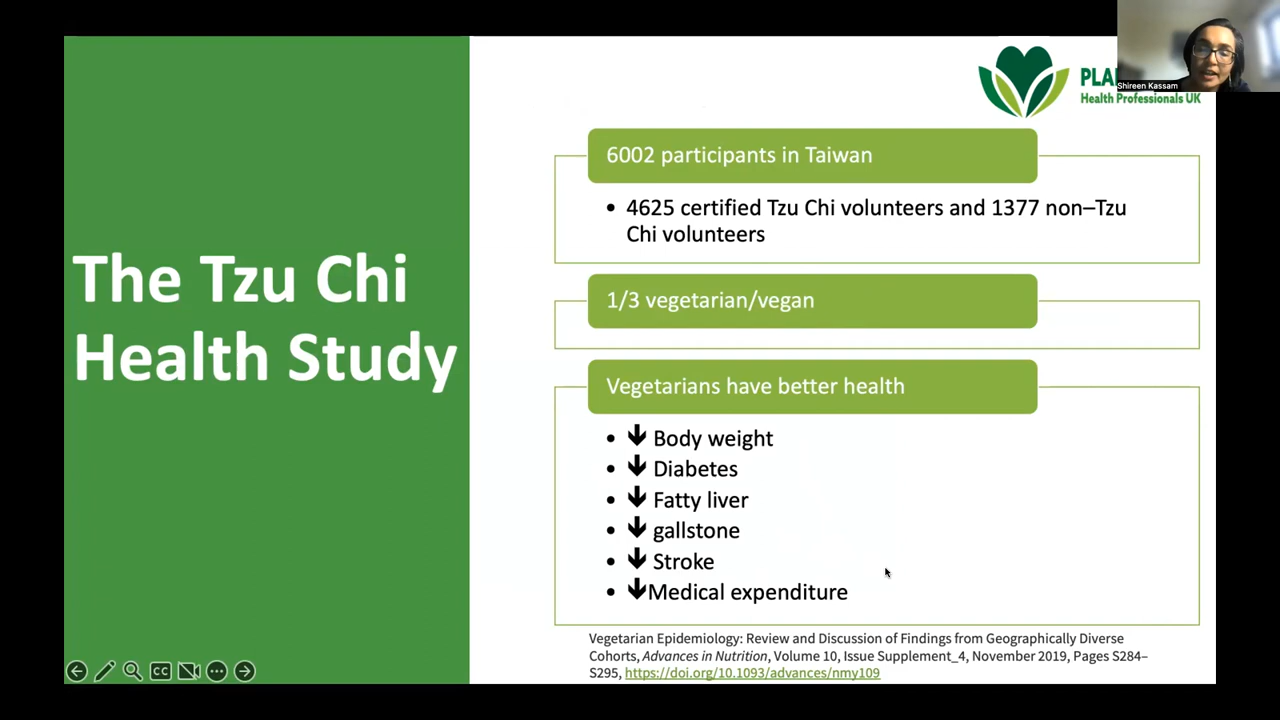 The Tzu Chi
Health Study
Shireen Kassam
Health Professionals UK
6002 participants in Taiwan
• 4625 certified Tzu Chi volunteers and 1377 non–Tzu
Chi volunteers
1/3 vegetarian/vegan
Vegetarians have better health
• 🡇 Body weight
• 🡇 Diabetes
• 🡇 Fatty liver
• 🡇 gallstone
• 🡇 Stroke
• 🡇Medical expenditure
Vegetarian Epidemiology: Review and Discussion of Findings from Geographically Diverse
Cohorts, Advances in Nutrition, Volume 10, Issue Supplement_4, November 2019, Pages S284–
S295, https://doi.org/10.1093/advances/nmy109
CC